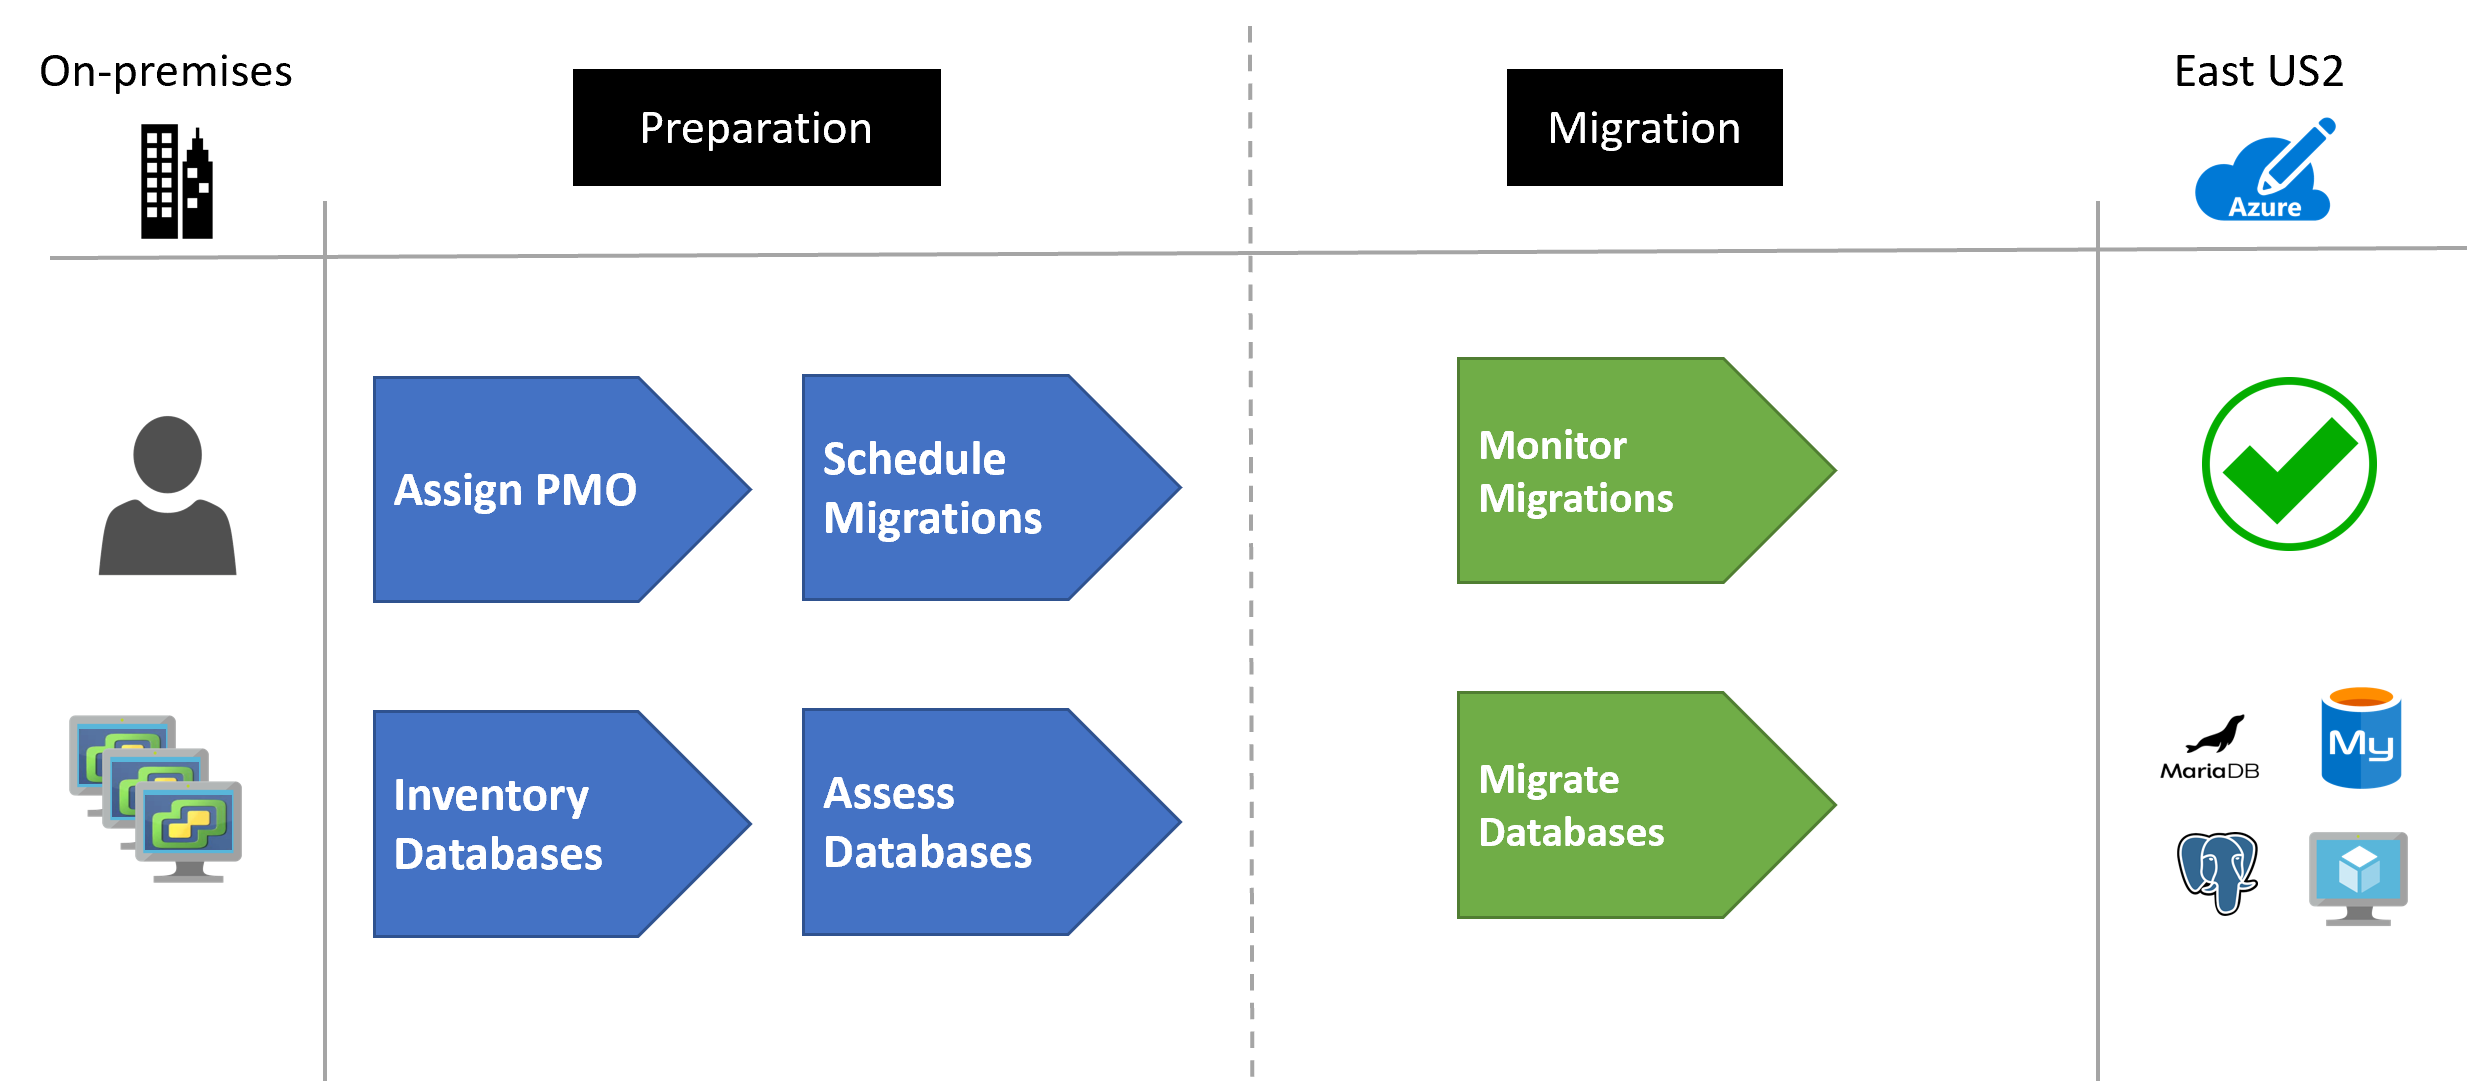 On-premises
Preparation
Migration
East US2
Azure
Assign PMO
Schedule
Migrations
Monitor
Migrations
Inventory
Databases
Assess
Databases
Migrate
Databases
MariaDB
My